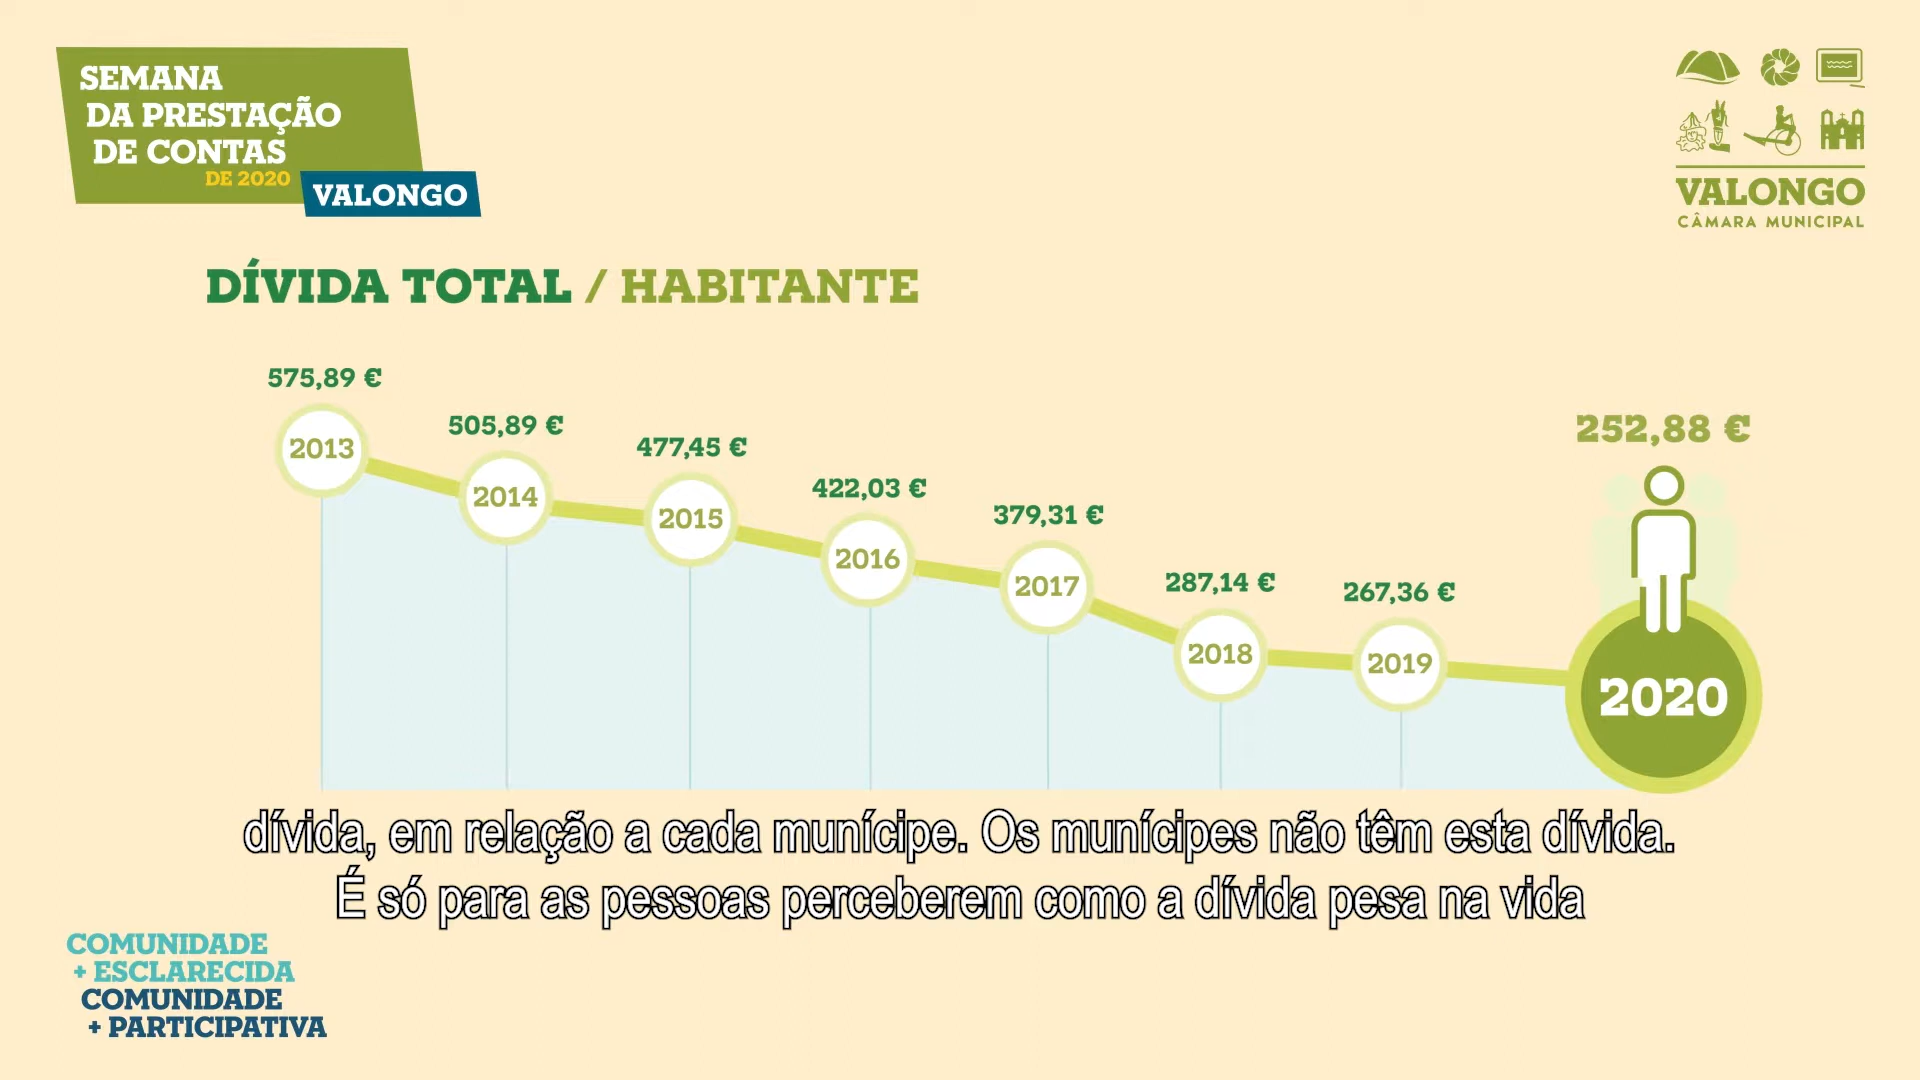 SEMANA
DA PRESTAÇÃO
DE CONTAS
DE 2020
VALONGO
VALONGO
CÂMARA MUNICIPAL
DÍVIDA TOTAL / HABITANTE
575,89 €
505,89 €
477,45 €
422,03 €
379,31 €
287,14 €
267,36 €
252,88 €
2013
2014
2015
2016
2017
2018
2019
2020
dívida, em relação a cada munícipe. Os munícipes não têm esta dívida.
É só para as pessoas perceberem como a dívida pesa na vida
COMUNIDADE
+ ESCLARECIDA
COMUNIDADE
+ PARTICIPATIVA